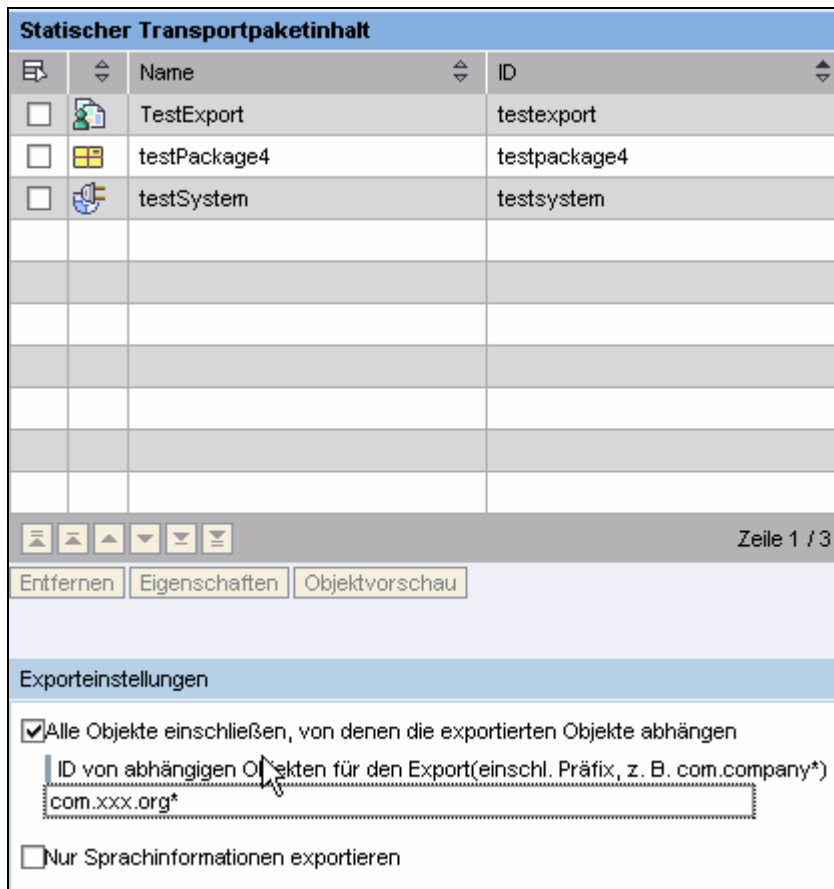 Statischer Transportpaketinhalt
Name ID
TestExport testexport
testPackage4 testpackage4
testSystem testsystem
Zeile 1 / 3
Entfernen Eigenschaften Objektvorschau
Exporteinstellungen
Alle Objekte einschließen, von denen die exportierten Objekte abhängen
ID von abhängigen Objekten für den Export(einschl. Präfix, z. B. com.company*)
com.xxx.org*
Nur Sprachinformationen exportieren